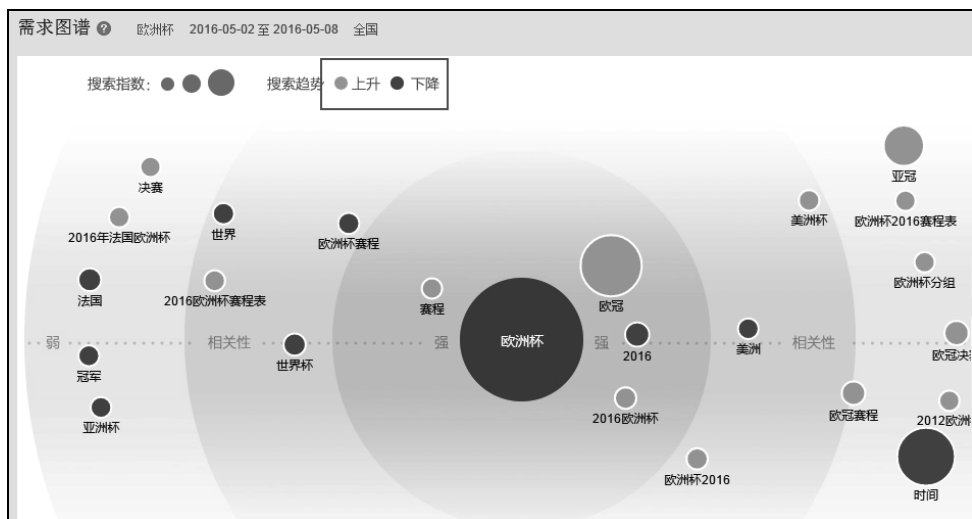 需求图谱 ? 欧洲杯 2016-05-02 至 2016-05-08 全国
搜索指数： 搜索趋势 上升 下降
亚冠
决赛
美洲杯
欧洲杯2016赛程表
2016年法国欧洲杯
世界
欧洲杯赛程
欧洲杯分组
法国
2016欧洲杯赛程表
赛程
欧冠
弱 相关性 强 欧洲杯 强 相关性
2016
美洲
欧冠决
世界杯
冠军
2016欧洲杯
欧冠赛程
2012欧洲
亚洲杯
欧洲杯2016
时间